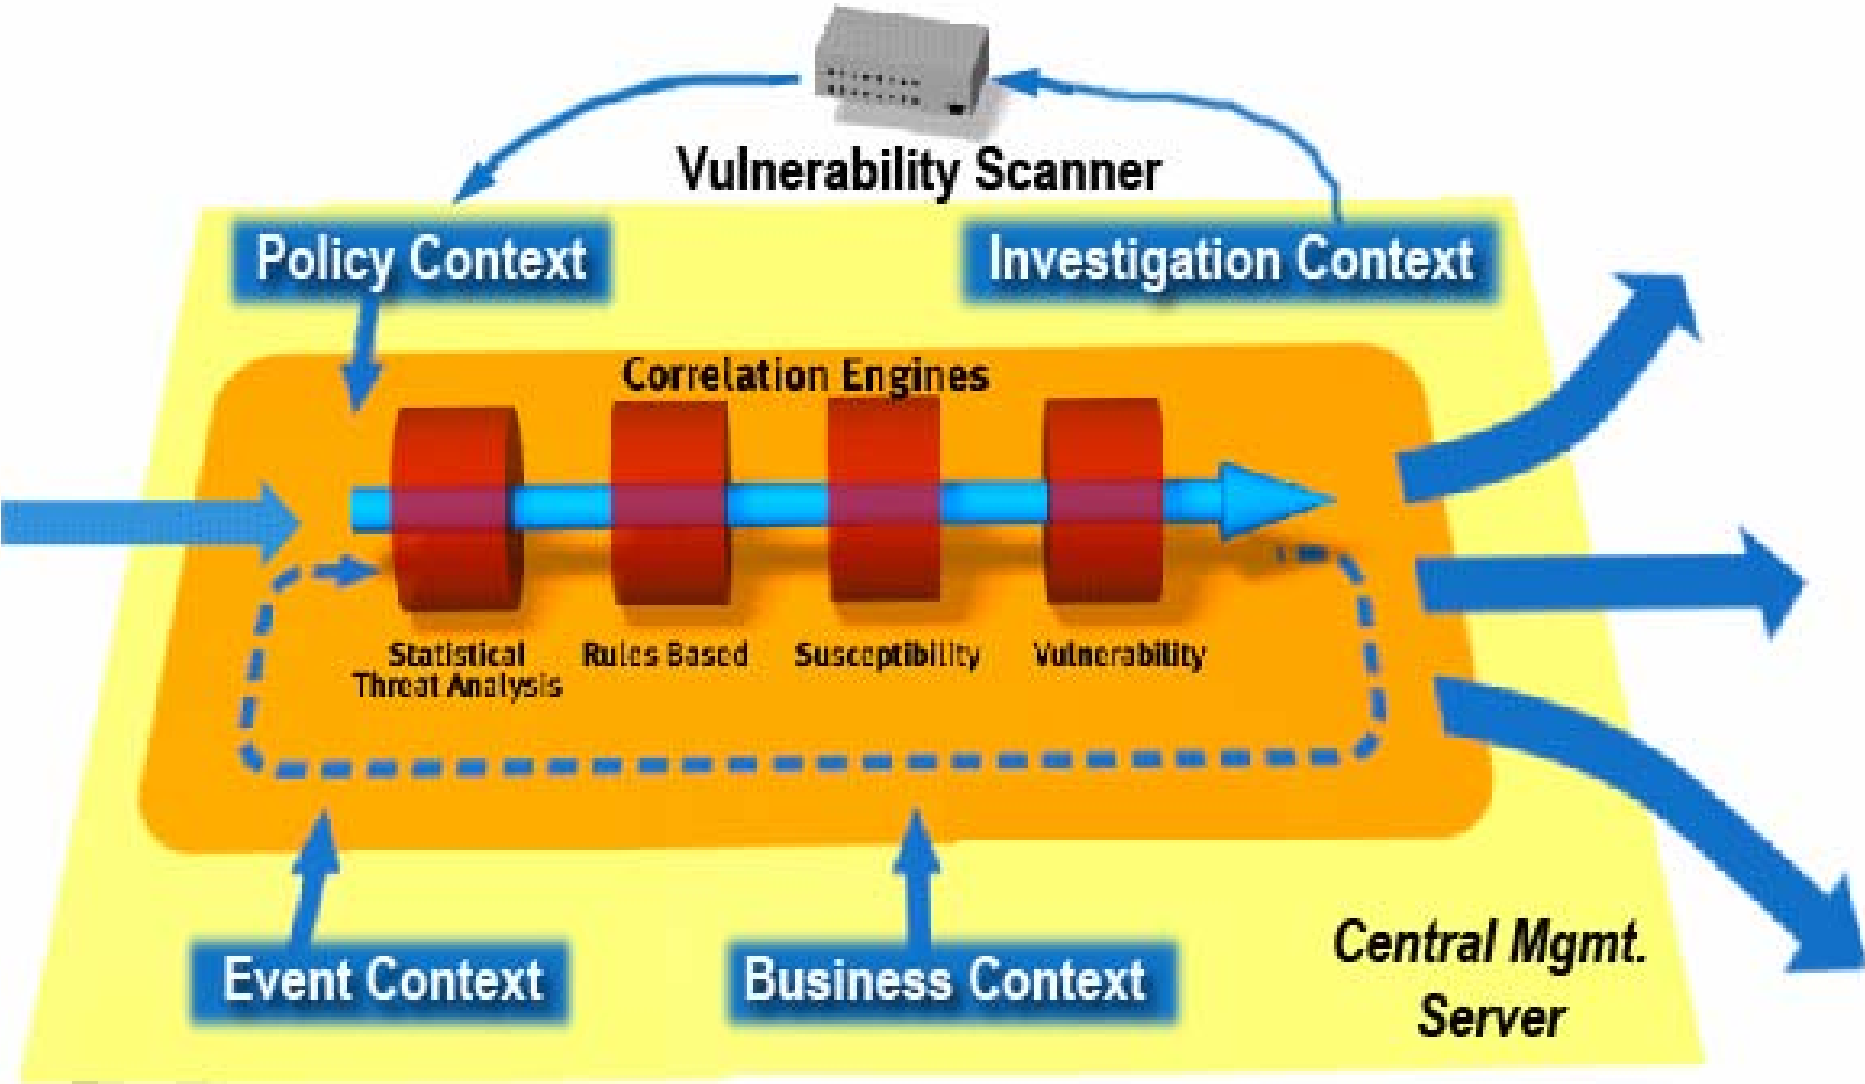 Vulnerability Scanner
Policy Context
Investigation Context
Correlation Engines
Statistical
Threat Analysis
Rules Based
Susceptibility
Vulnerability
Event Context
Business Context
Central Mgmt.
Server